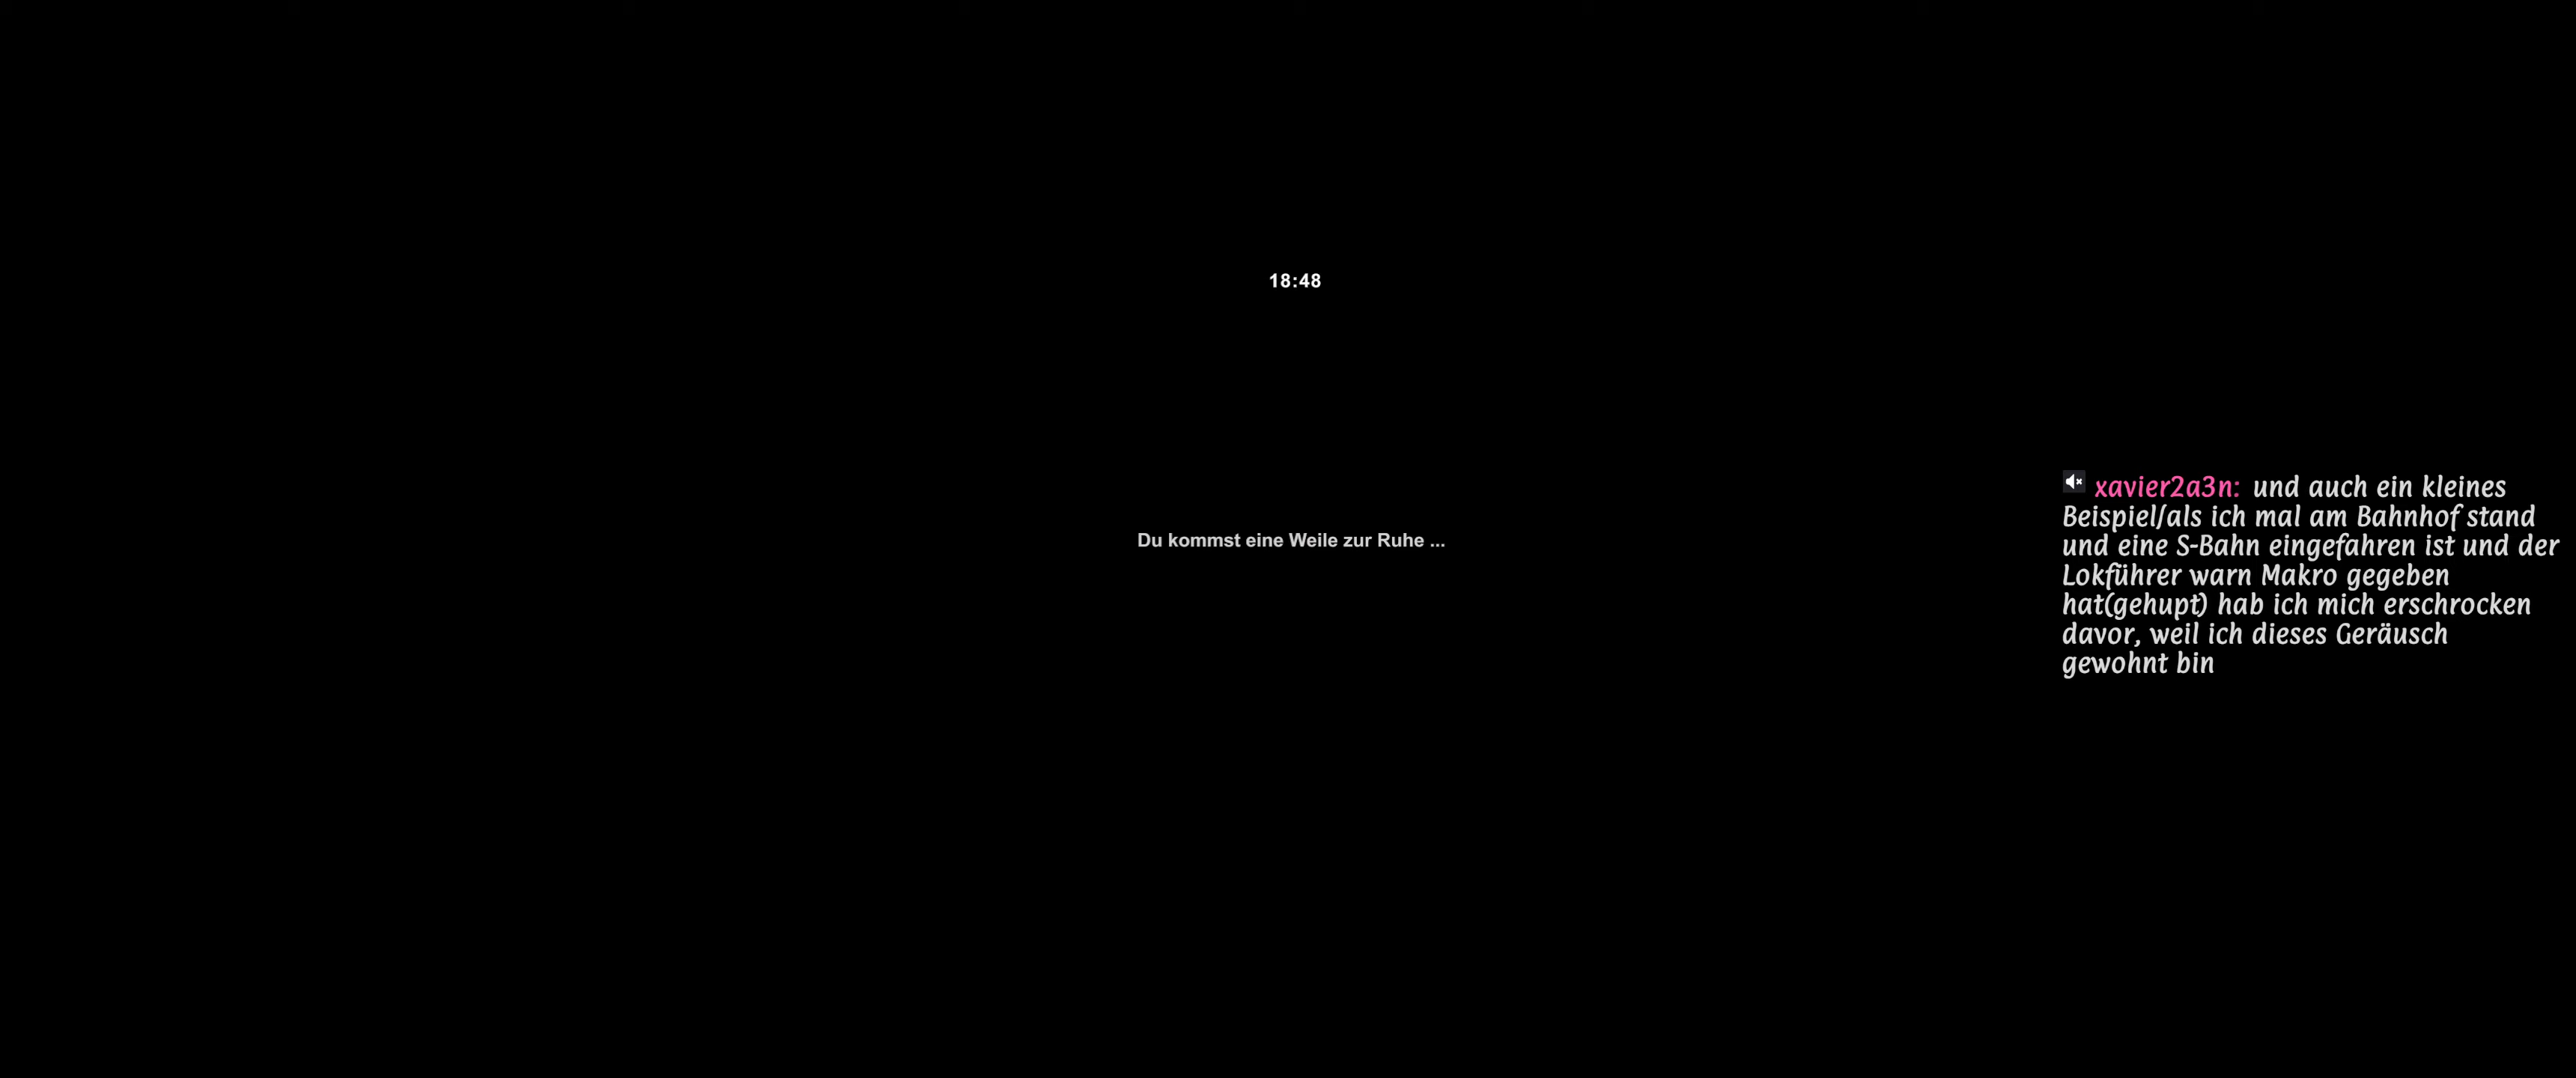 18:48
Du kommst eine Weile zur Ruhe ...
xavier2a3n: und auch ein kleines
Beispiel/als ich mal am Bahnhof stand
und eine S-Bahn eingefahren ist und der
Lokführer warn Makro gegeben
hat(gehupt) hab ich mich erschrocken
davor, weil ich dieses Geräusch
gewohnt bin